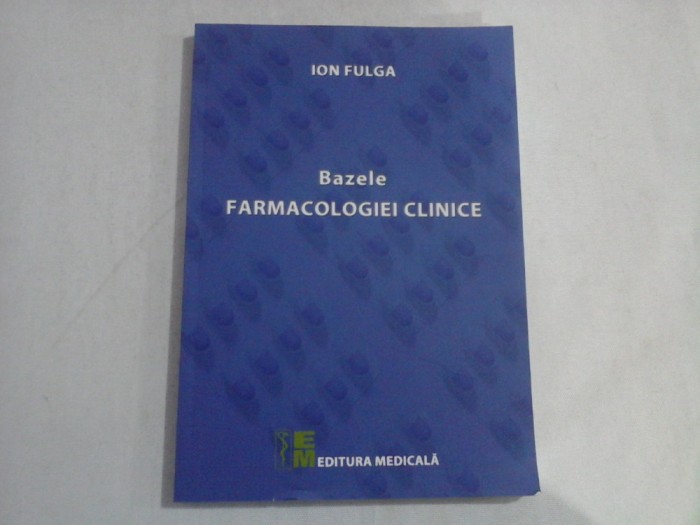 ION FULGA
Bazele
FARMACOLOGIEI CLINICE
E
M EDITURA MEDICALĂ